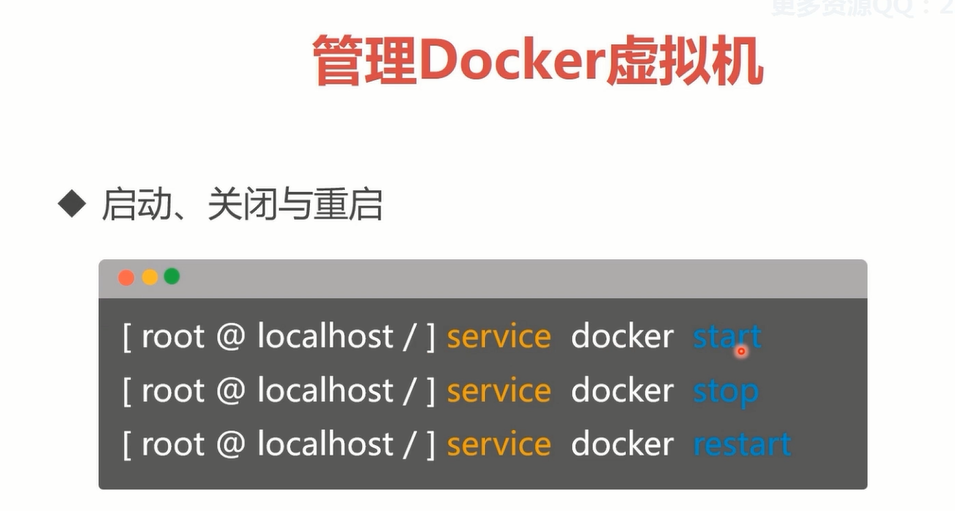 更多资源QQ：2
管理Docker虚拟机
◆ 启动、关闭与重启
[ root @ localhost / ] service docker start
[ root @ localhost / ] service docker stop
[ root @ localhost / ] service docker restart